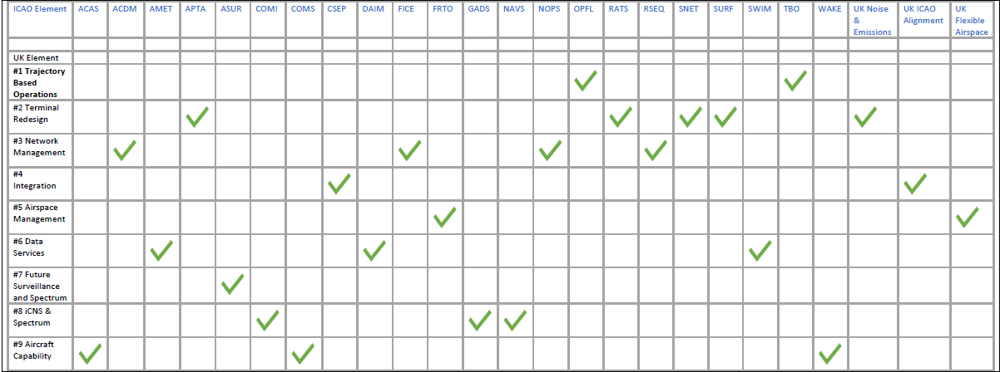 ICAO Element ACAS ACDM AMET APTA ASUR COMI COMS CSEP DAIM FICE FRTO GADS NAVS NOPS OPFL RATS RSEQ SNET SURF SWIM TBO WAKE UK Noise UK ICAO UK
& Alignment Flexible
Emissions Airspace
UK Element
#1 Trajectory
Based
Operations
#2 Terminal
Redesign
#3 Network
Management
#4
Integration
#5 Airspace
Management
#6 Data
Services
#7 Future
Surveillance
and Spectrum
#8 iCNS &
Spectrum
#9 Aircraft
Capability